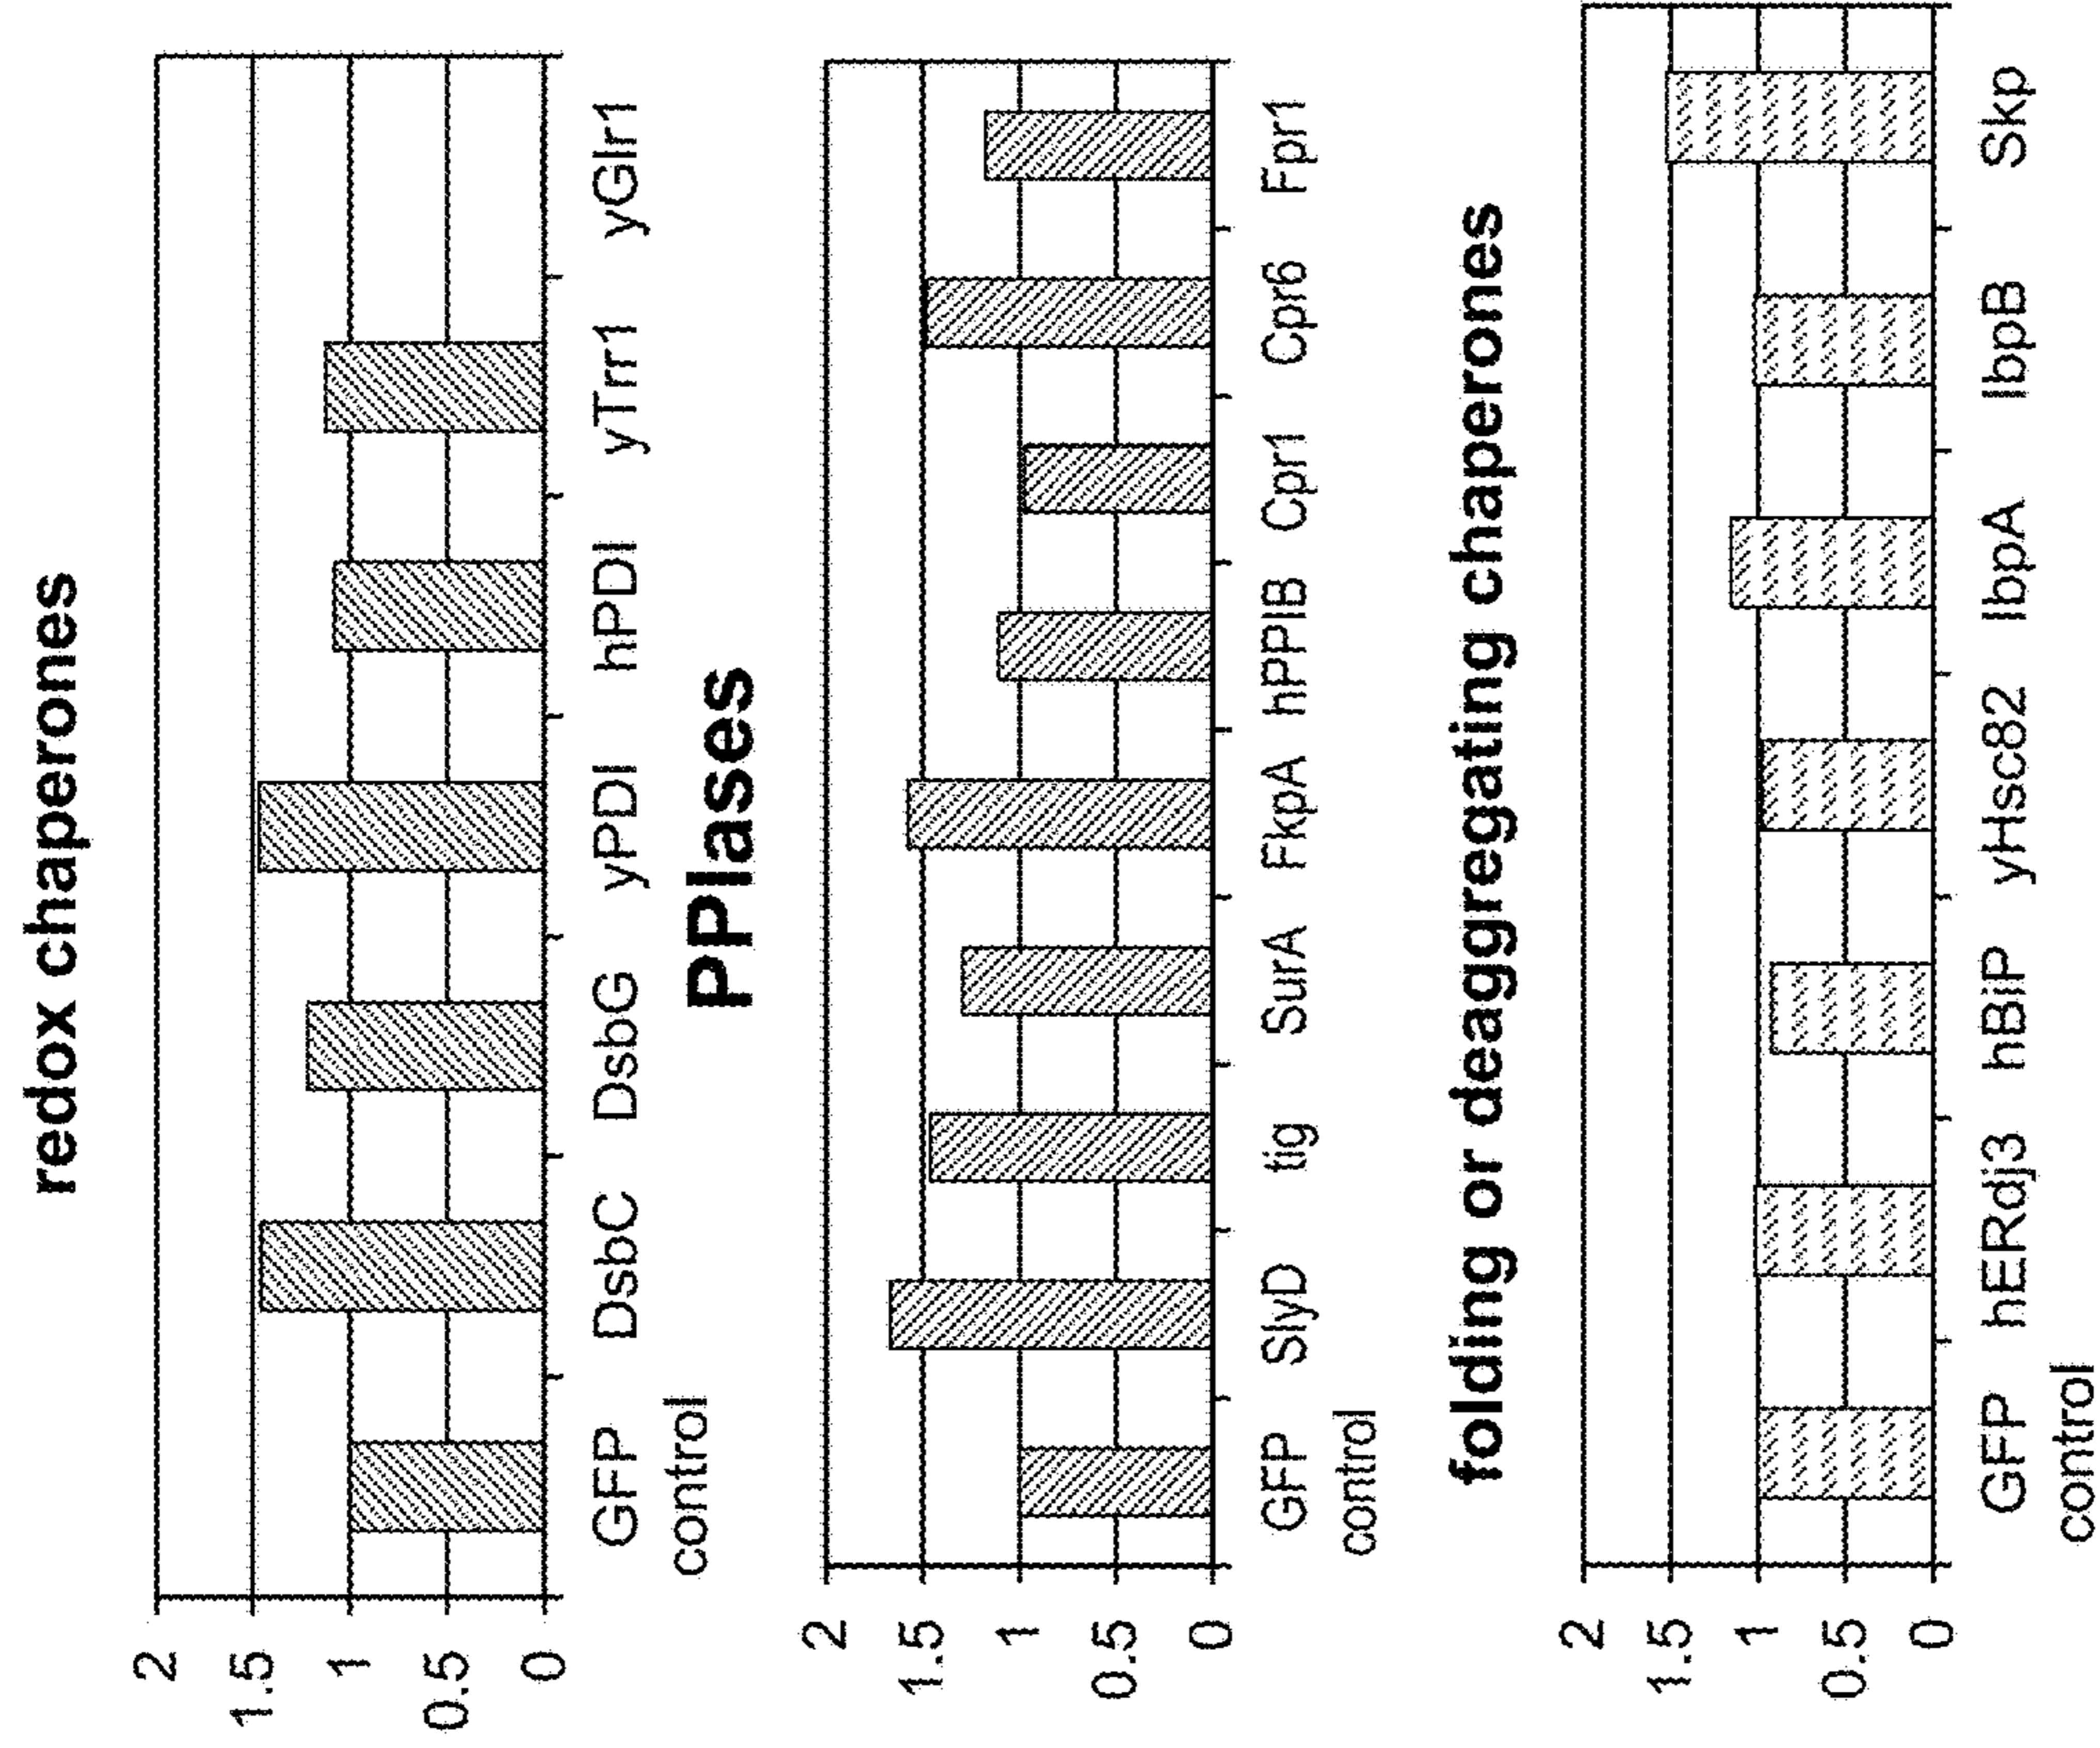 redox chaperones
2
1.5
1
0.5
0
GFP control DsbC DsbG yPDI hPDI yTrr1 yGlr1
PPIases
2
1.5
1
0.5
0
GFP control SlyD tig SurA FkpA hPPIB Cpr1 Cpr6 Fpr1
folding or deaggregating chaperones
2
1.5
1
0.5
0
GFP control hERdj3 hBiP yHsc82 IbpA IbpB Skp